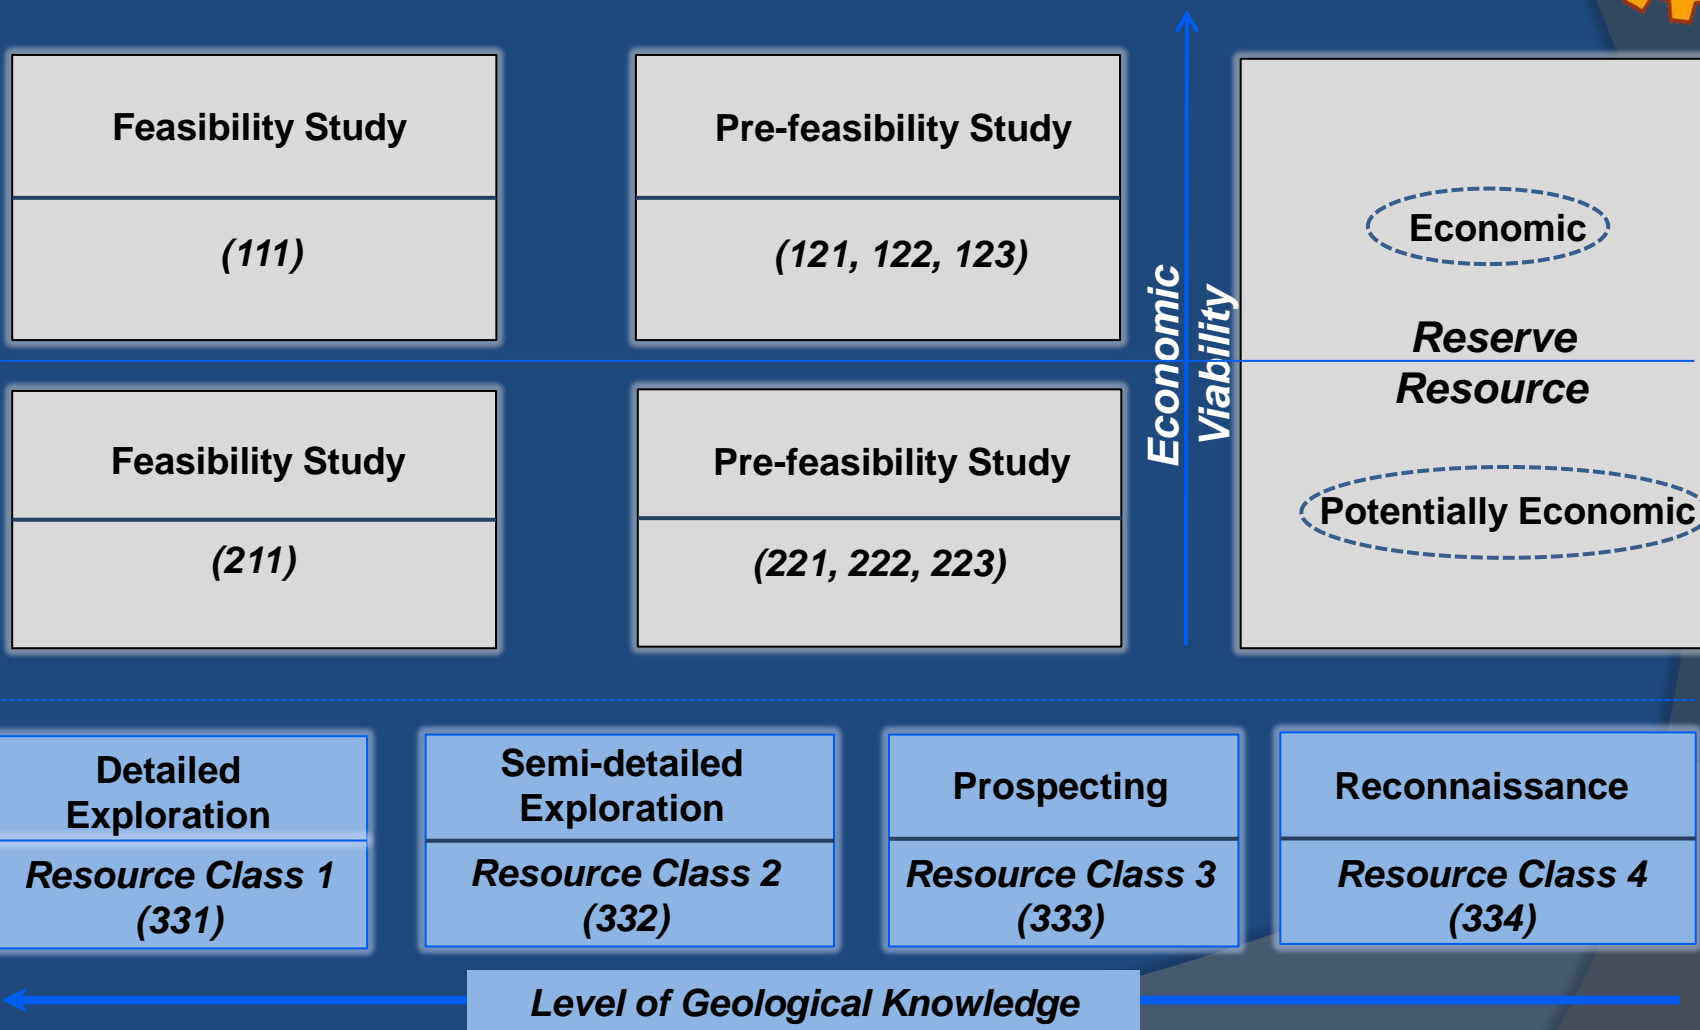 Feasibility Study
(111)
Pre-feasibility Study
(121, 122, 123)
Economic
Viability
Economic
Reserve
Resource
Potentially Economic
Feasibility Study
(211)
Pre-feasibility Study
(221, 222, 223)
Detailed
Exploration
Resource Class 1
(331)
Semi-detailed
Exploration
Resource Class 2
(332)
Prospecting
Resource Class 3
(333)
Reconnaissance
Resource Class 4
(334)
Level of Geological Knowledge